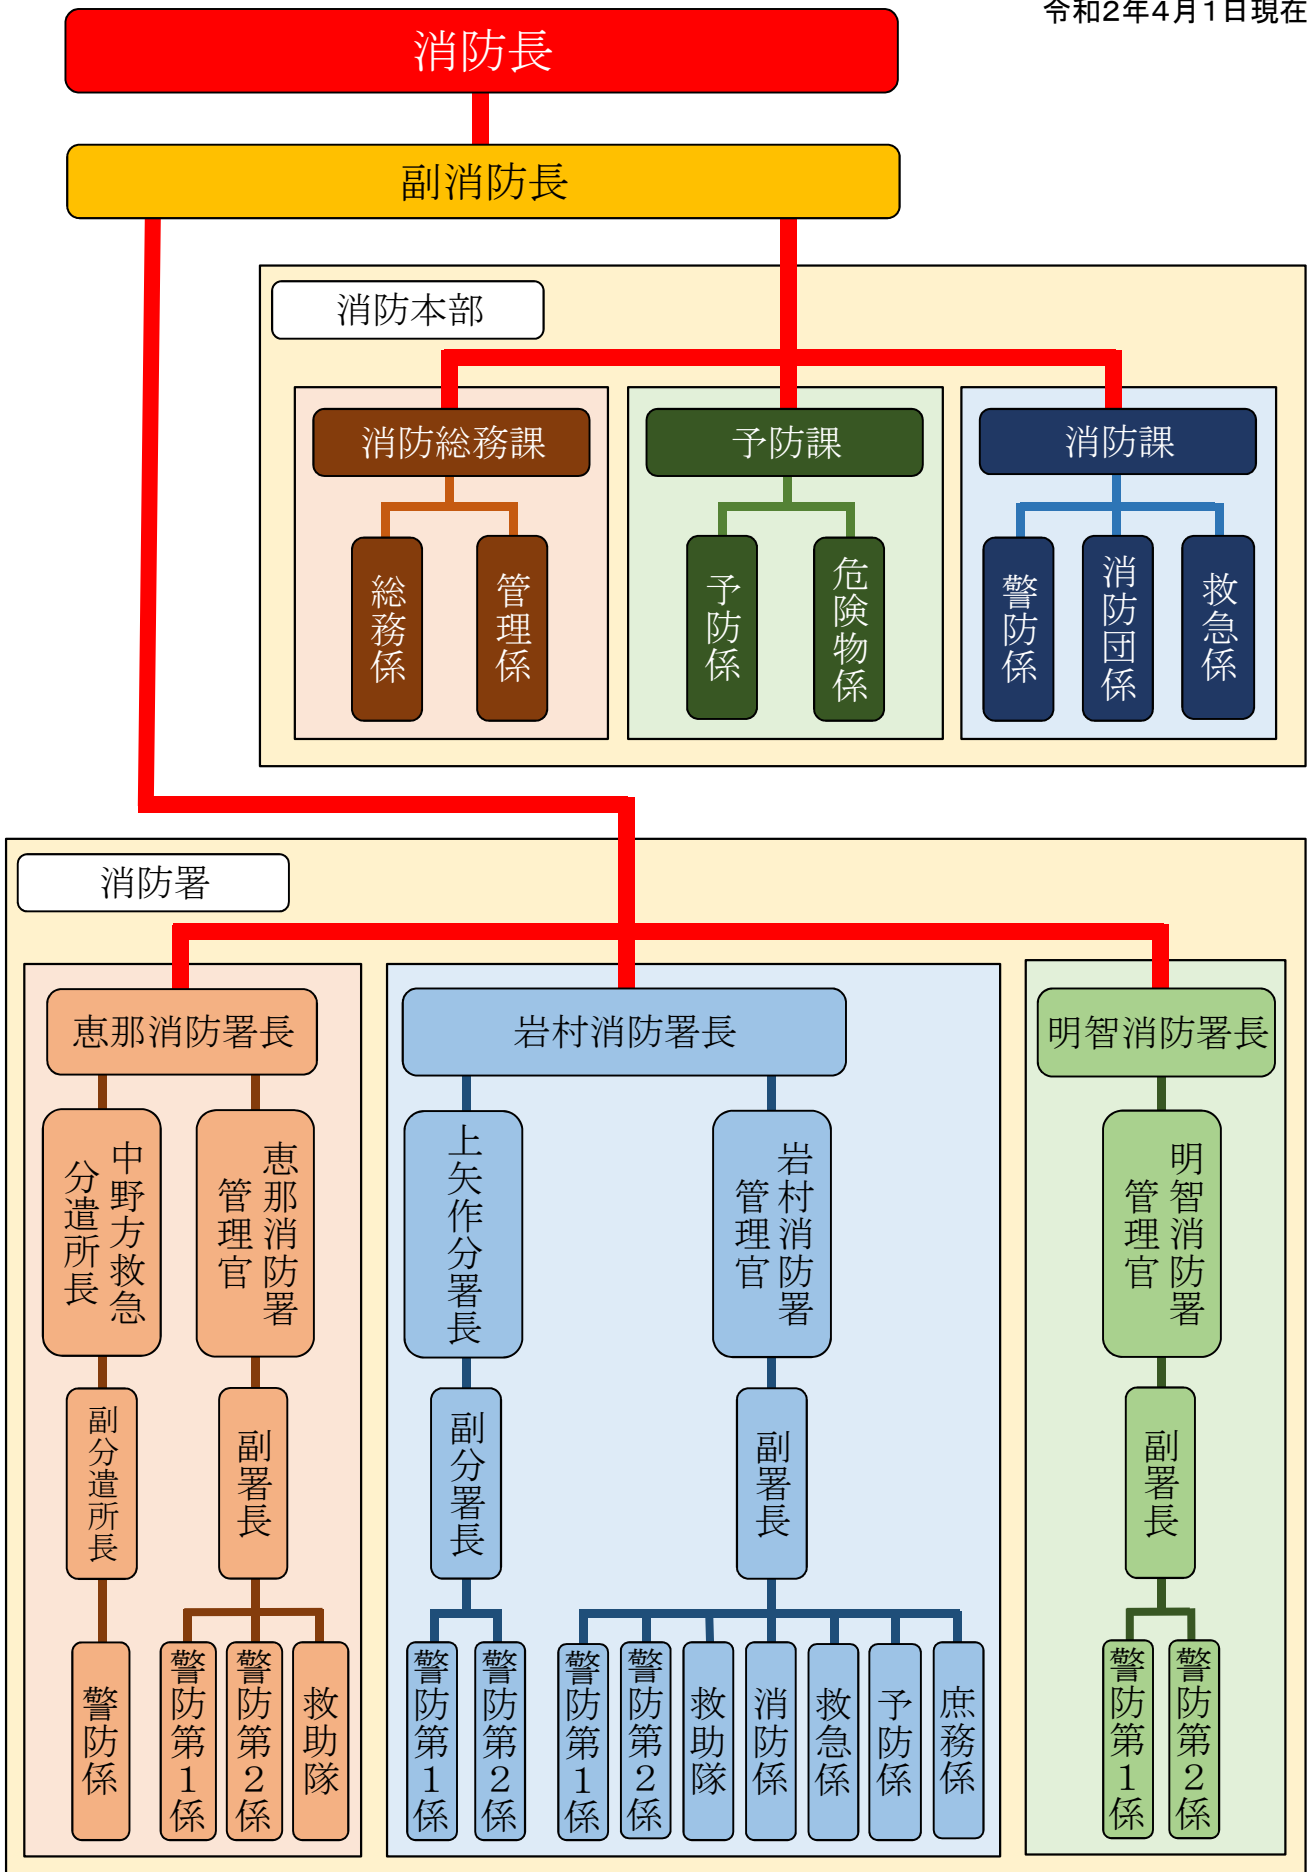 令和2年4月1日現在
消防長
副消防長
消防本部
消防総務課
予防課
消防課
総務係
管理係
予防係
危険物係
警防係
消防団係
救急係
消防署
恵那消防署長
岩村消防署長
明智消防署長
中野方救急
分遣所長
恵那消防署
管理官
上矢作分署長
岩村消防署
管理官
明智消防署
管理官
副分遣所長
副署長
副分署長
副署長
副署長
警防係
警防第1係
警防第2係
救助隊
警防第1係
警防第2係
警防第1係
警防第2係
救助隊
消防係
救急係
予防係
庶務係
警防第1係
警防第2係